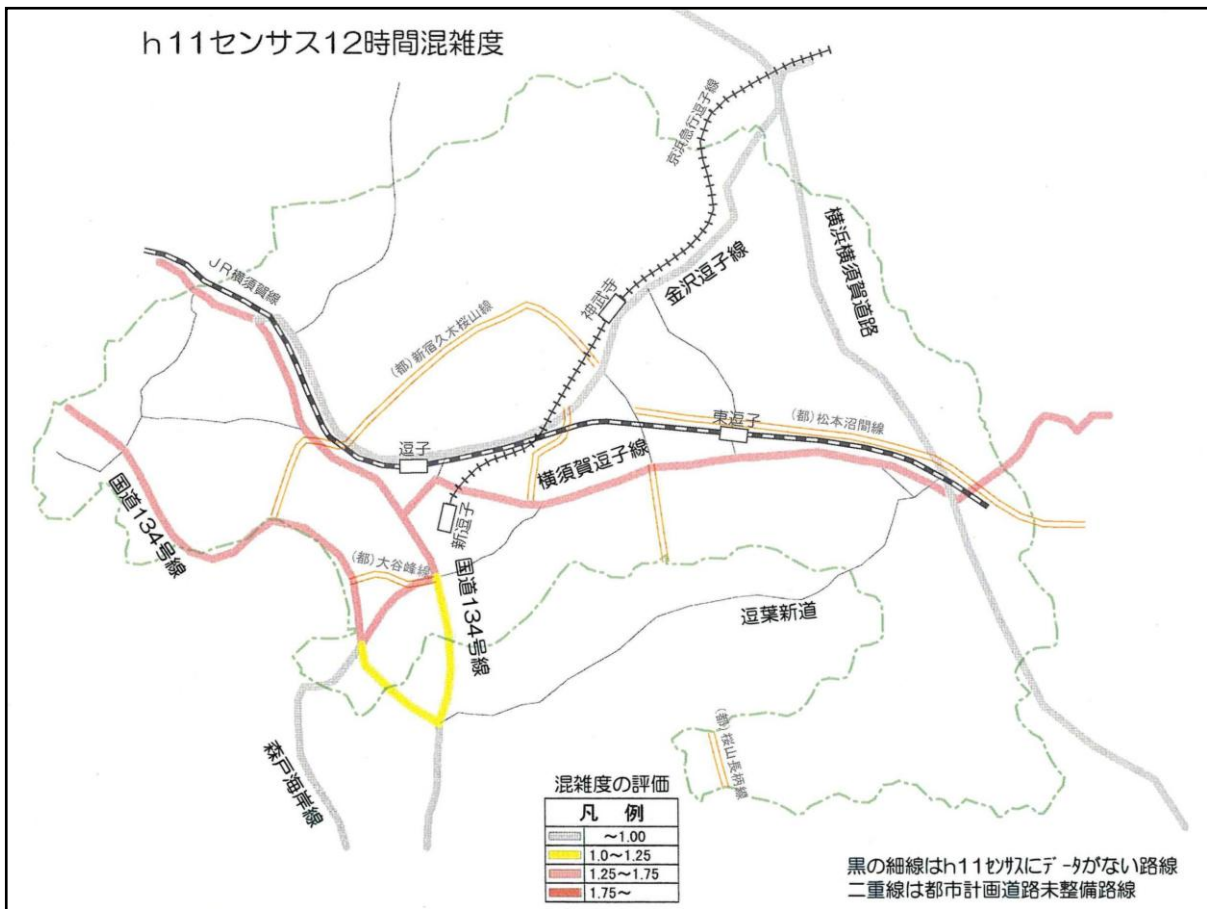 h11センサス12時間混雑度
京浜急行逗子線
横浜横須賀道路
金沢逗子線
JR横須賀線
神武寺
(都)新宿久木桜山線
東逗子
(都)松本沼間線
逗子
横須賀逗子線
国道134号線
新逗子
(都)大谷峰線
国道134号線
逗葉新道
(都)桜山長柄線
森戸海岸線
混雑度の評価
凡 例
～1.00
1.0～1.25
1.25～1.75
1.75～
黒の細線はh11センサスにデータがない路線
二重線は都市計画道路未整備路線